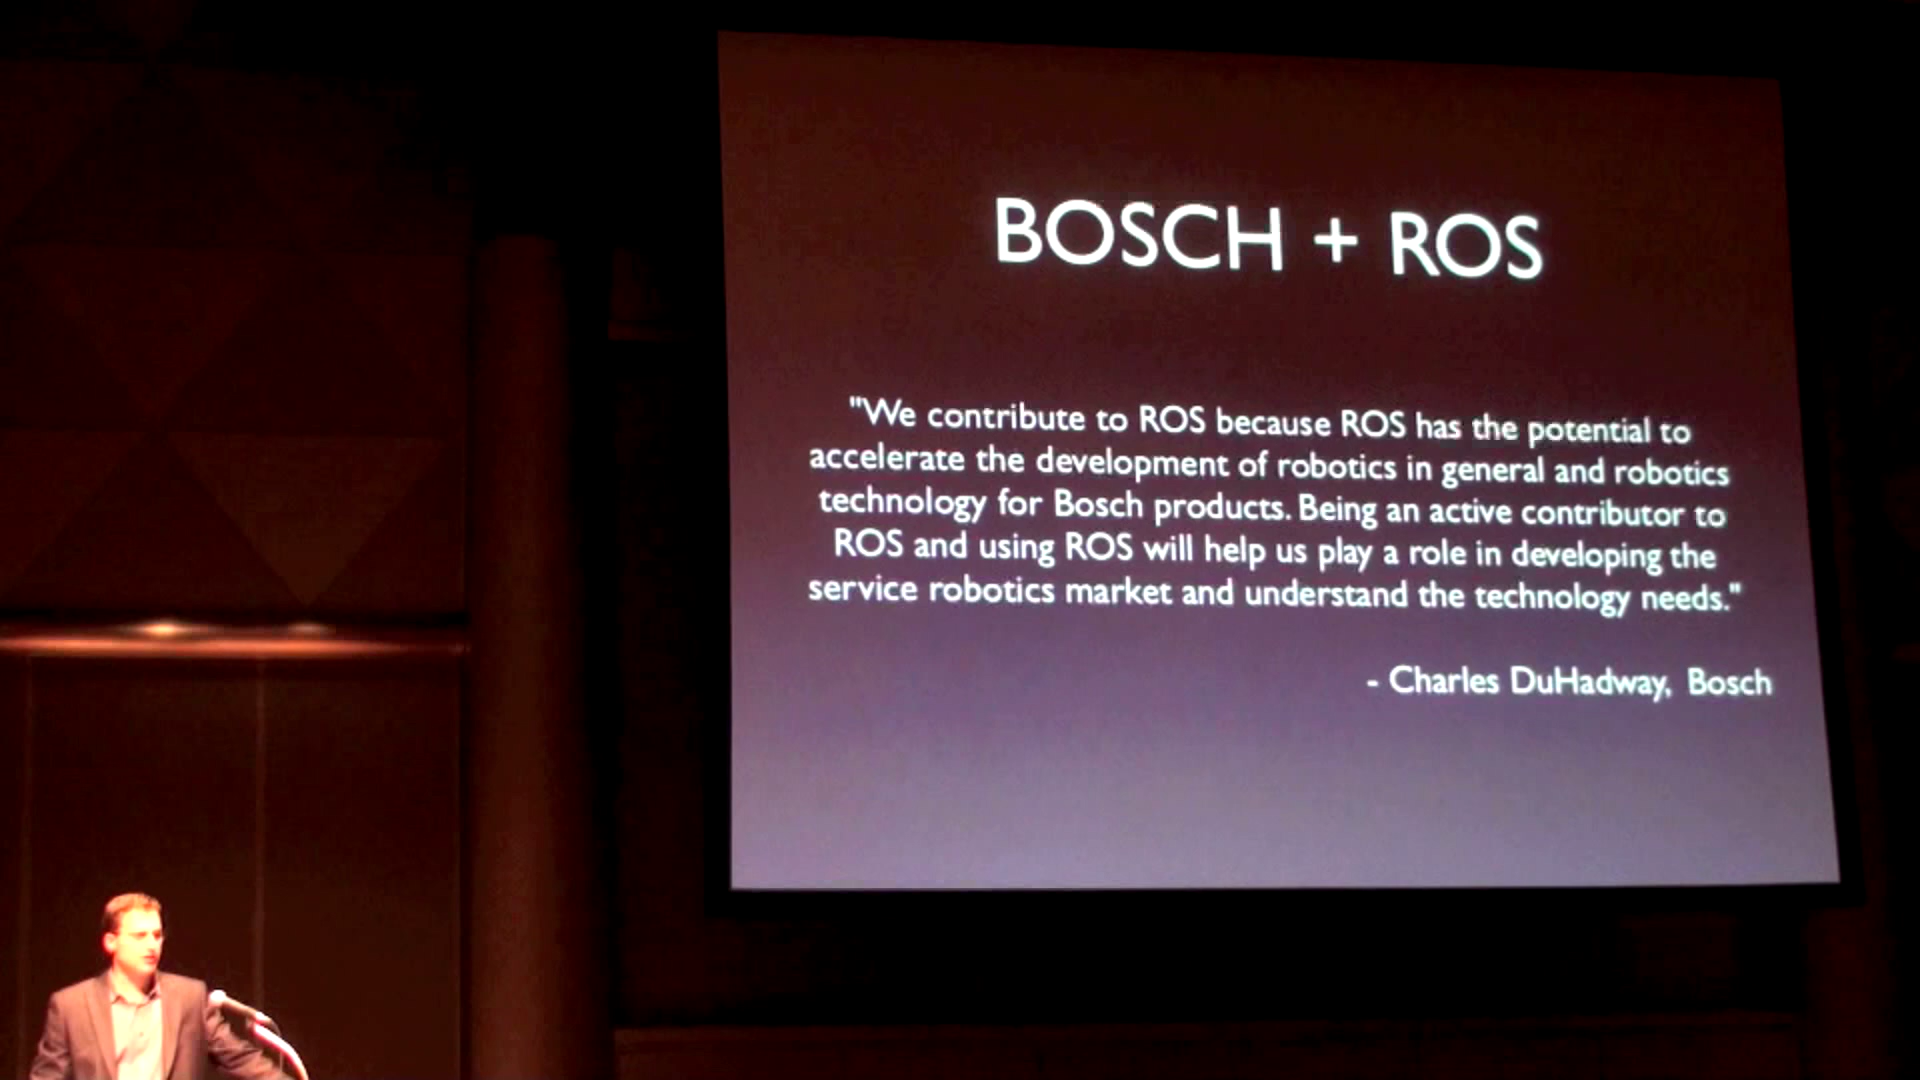 BOSCH + ROS
"We contribute to ROS because ROS has the potential to
accelerate the development of robotics in general and robotics
technology for Bosch products. Being an active contributor to
ROS and using ROS will help us play a role in developing the
service robotics market and understand the technology needs."
- Charles DuHadway, Bosch